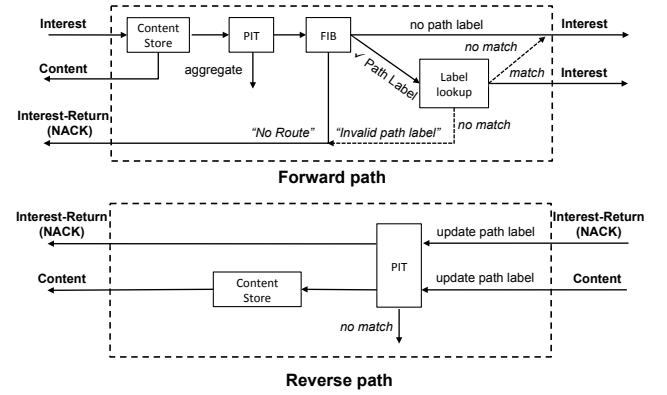 Interest
Content
Store
PIT
FIB
no path label
Interest
no match
Content
aggregate
✓ Path Label
Label
lookup
match
Interest
Interest-Return
(NACK)
“No Route”
“Invalid path label”
no match
Forward path
Interest-Return
(NACK)
update path label
Interest-Return
(NACK)
PIT
Content
Content
Store
update path label
Content
no match
Reverse path